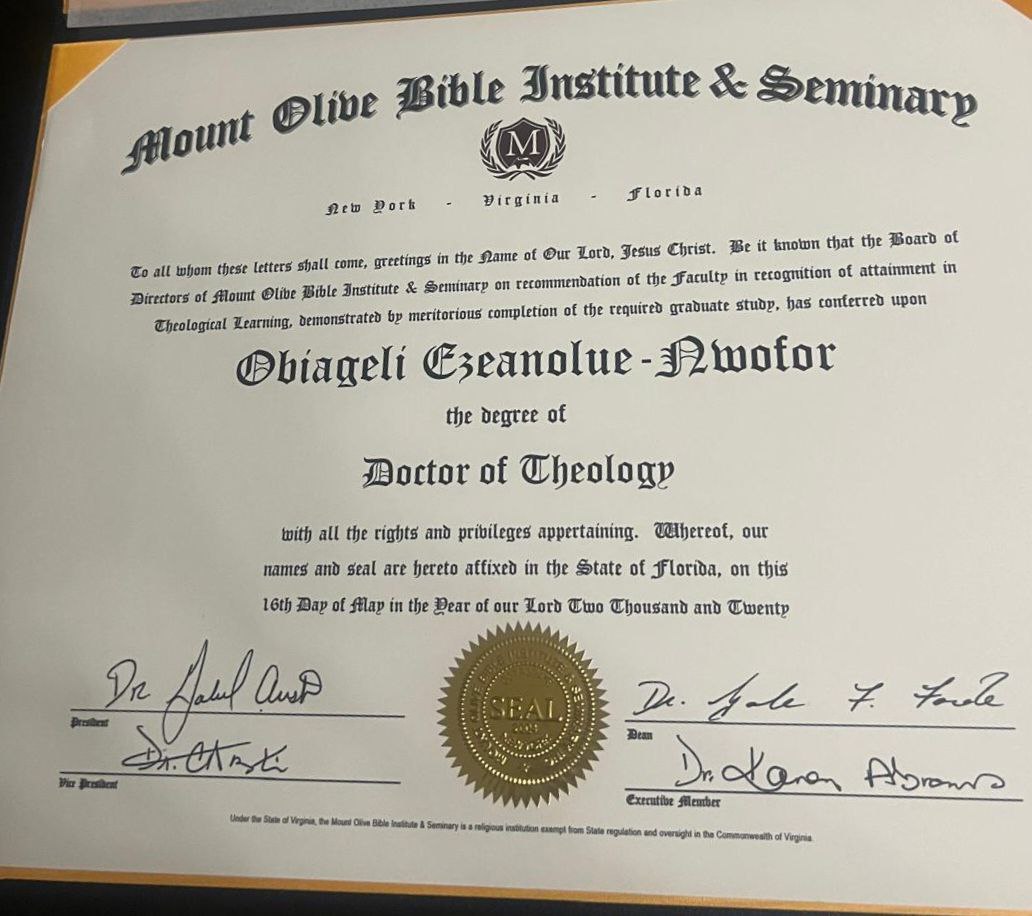 Mount Olive Bible Institute & Seminary
M
New York - Virginia - Florida
To all whom these letters shall come, greetings in the Name of Our Lord, Jesus Christ. Be it known that the Board of
Directors of Mount Olive Bible Institute & Seminary on recommendation of the Faculty in recognition of attainment in
Theological Learning, demonstrated by meritorious completion of the required graduate study, has conferred upon
Obiageli Ezeanolue-Nwofor
the degree of
Doctor of Theology
with all the rights and privileges appertaining. Whereof, our
names and seal are hereto affixed in the State of Florida, on this
16th Day of May in the Year of our Lord Two Thousand and Twenty
SEAL
Dr
President
Dr.
Vice President
Dr. F.
Dean
Dr. Karen Abrams
Executive Member
Under the State of Virginia, the Mount Olive Bible Institute & Seminary is a religious institution exempt from State regulation and oversight in the Commonwealth of Virginia.